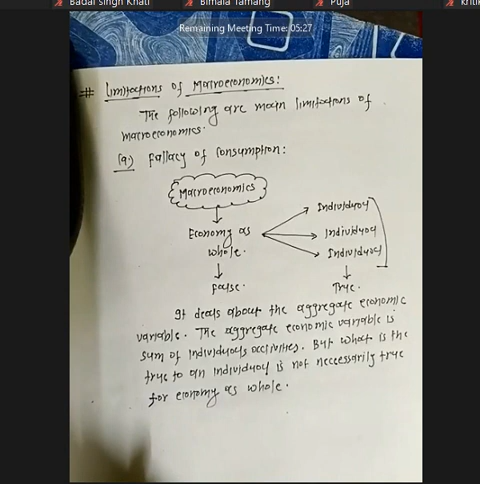 Badal singh Khati
Bimala Tamang
Puja
Remaining Meeting Time: 05:27
# Limitations of Macroeconomics:
The following are main limitations of
macroeconomics.
(a.) Fallacy of Consumption:
Macroeconomics
Economy as
whole.
Individual
Individual
Individual
False.
True.
It deals about the aggregate economic
variable. The aggregate economic variable is
sum of individuals activities. But what is the
true to an individual is not neccessarily true
for economy as whole.